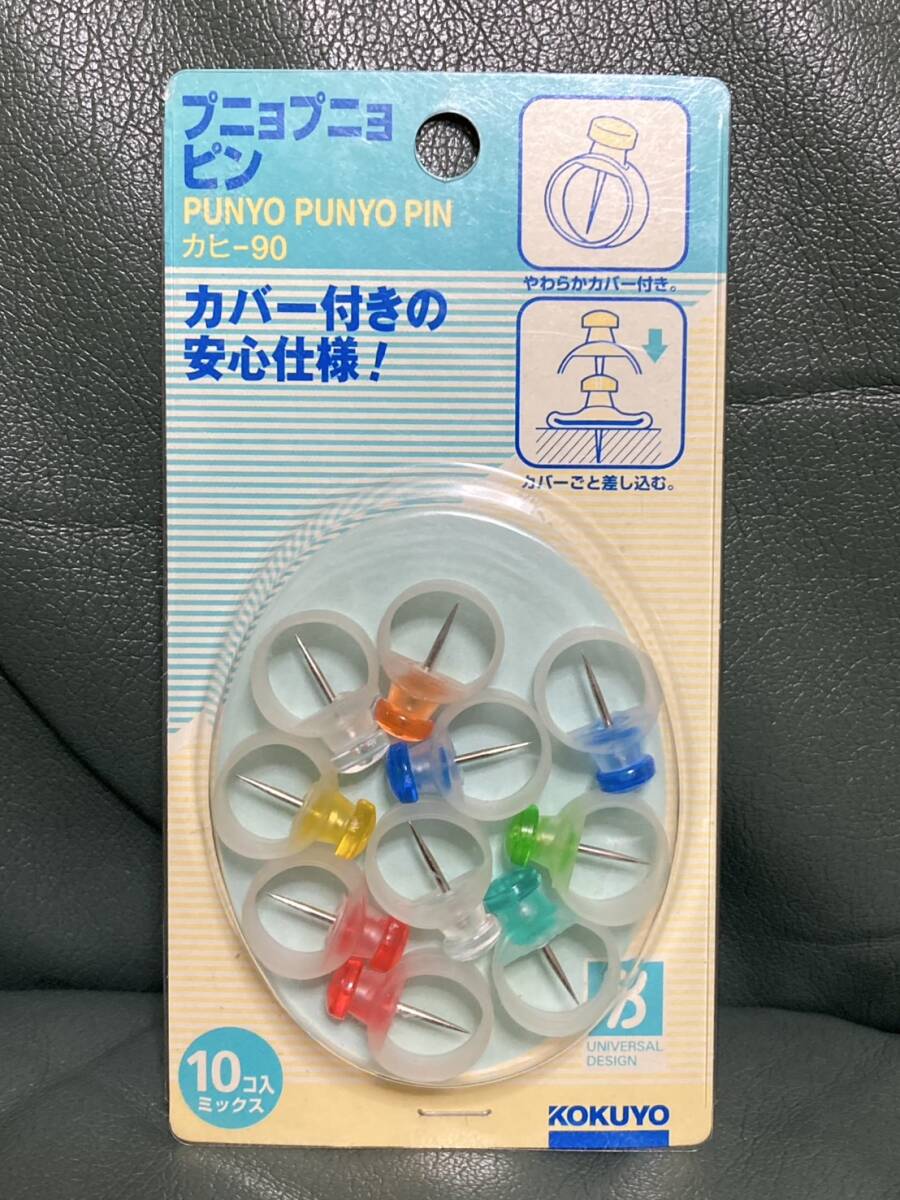 プニョプニョ
ピン
PUNYO PUNYO PIN
カヒ-90
カバー付きの
安心仕様!
やわらかカバー付き。
カバーごと差し込む。
10コ入
ミックス
UNIVERSAL
DESIGN
KOKUYO